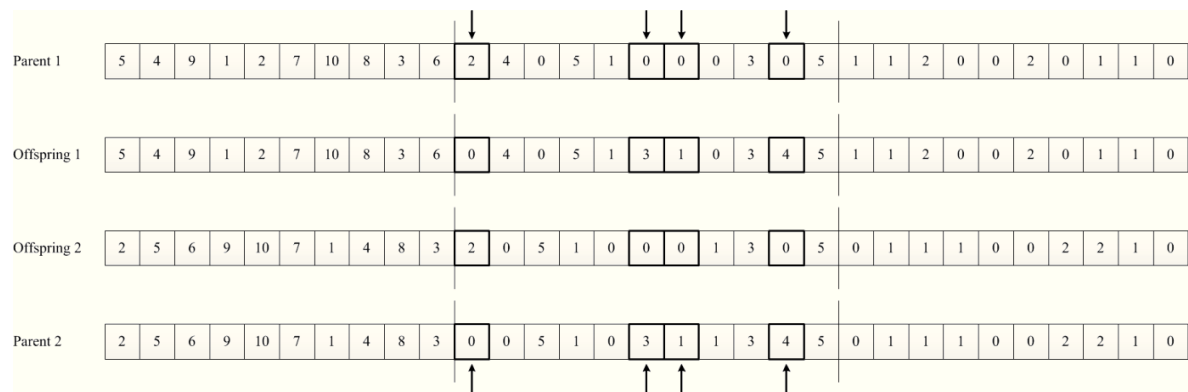 Parent 1 5 4 9 1 2 7 10 8 3 6 2 4 0 5 1 0 0 0 3 0 5 1 1 2 0 0 2 0 1 1 0
Offspring 1 5 4 9 1 2 7 10 8 3 6 0 4 0 5 1 3 1 0 3 4 5 1 1 2 0 0 2 0 1 1 0
Offspring 2 2 5 6 9 10 7 1 4 8 3 2 0 5 1 0 0 0 1 3 0 5 0 1 1 1 0 0 2 2 1 0
Parent 2 2 5 6 9 10 7 1 4 8 3 0 0 5 1 0 3 1 1 3 4 5 0 1 1 1 0 0 2 2 1 0